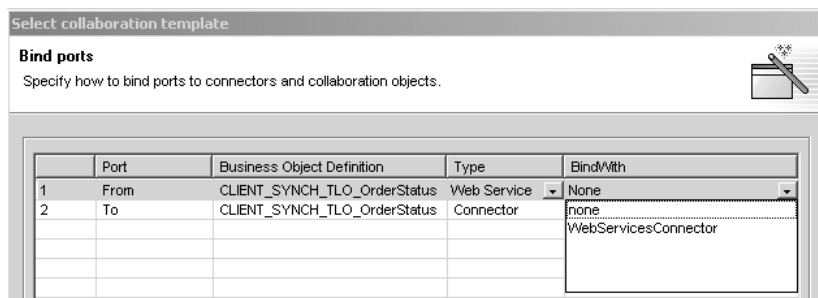 Select collaboration template
Bind ports
Specify how to bind ports to connectors and collaboration objects.
Port Business Object Definition Type BindWith
1 From CLIENT_SYNCH_TLO_OrderStatus Web Service None
2 To CLIENT_SYNCH_TLO_OrderStatus Connector none
WebServicesConnector